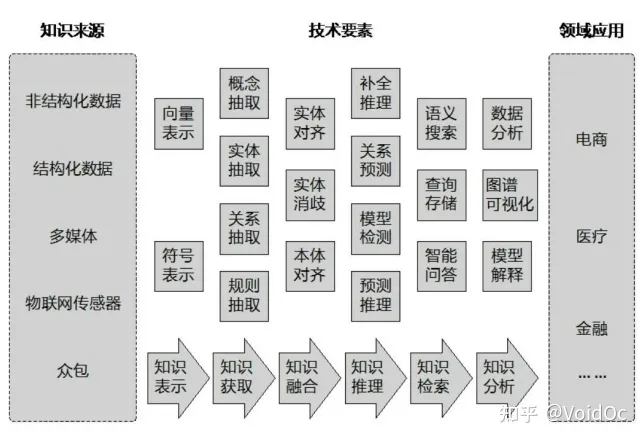 知识来源
技术要素
领域应用
非结构化数据
结构化数据
多媒体
物联网传感器
众包
向量
表示
符号
表示
概念
抽取
实体
抽取
关系
抽取
规则
抽取
实体
对齐
实体
消歧
本体
对齐
补全
推理
关系
预测
模型
检测
预测
推理
语义
搜索
查询
存储
智能
问答
数据
分析
图谱
可视化
模型
解释
知识
表示
知识
获取
知识
融合
知识
推理
知识
检索
知识
分析
电商
医疗
金融
... ...
知乎 @VoidOc